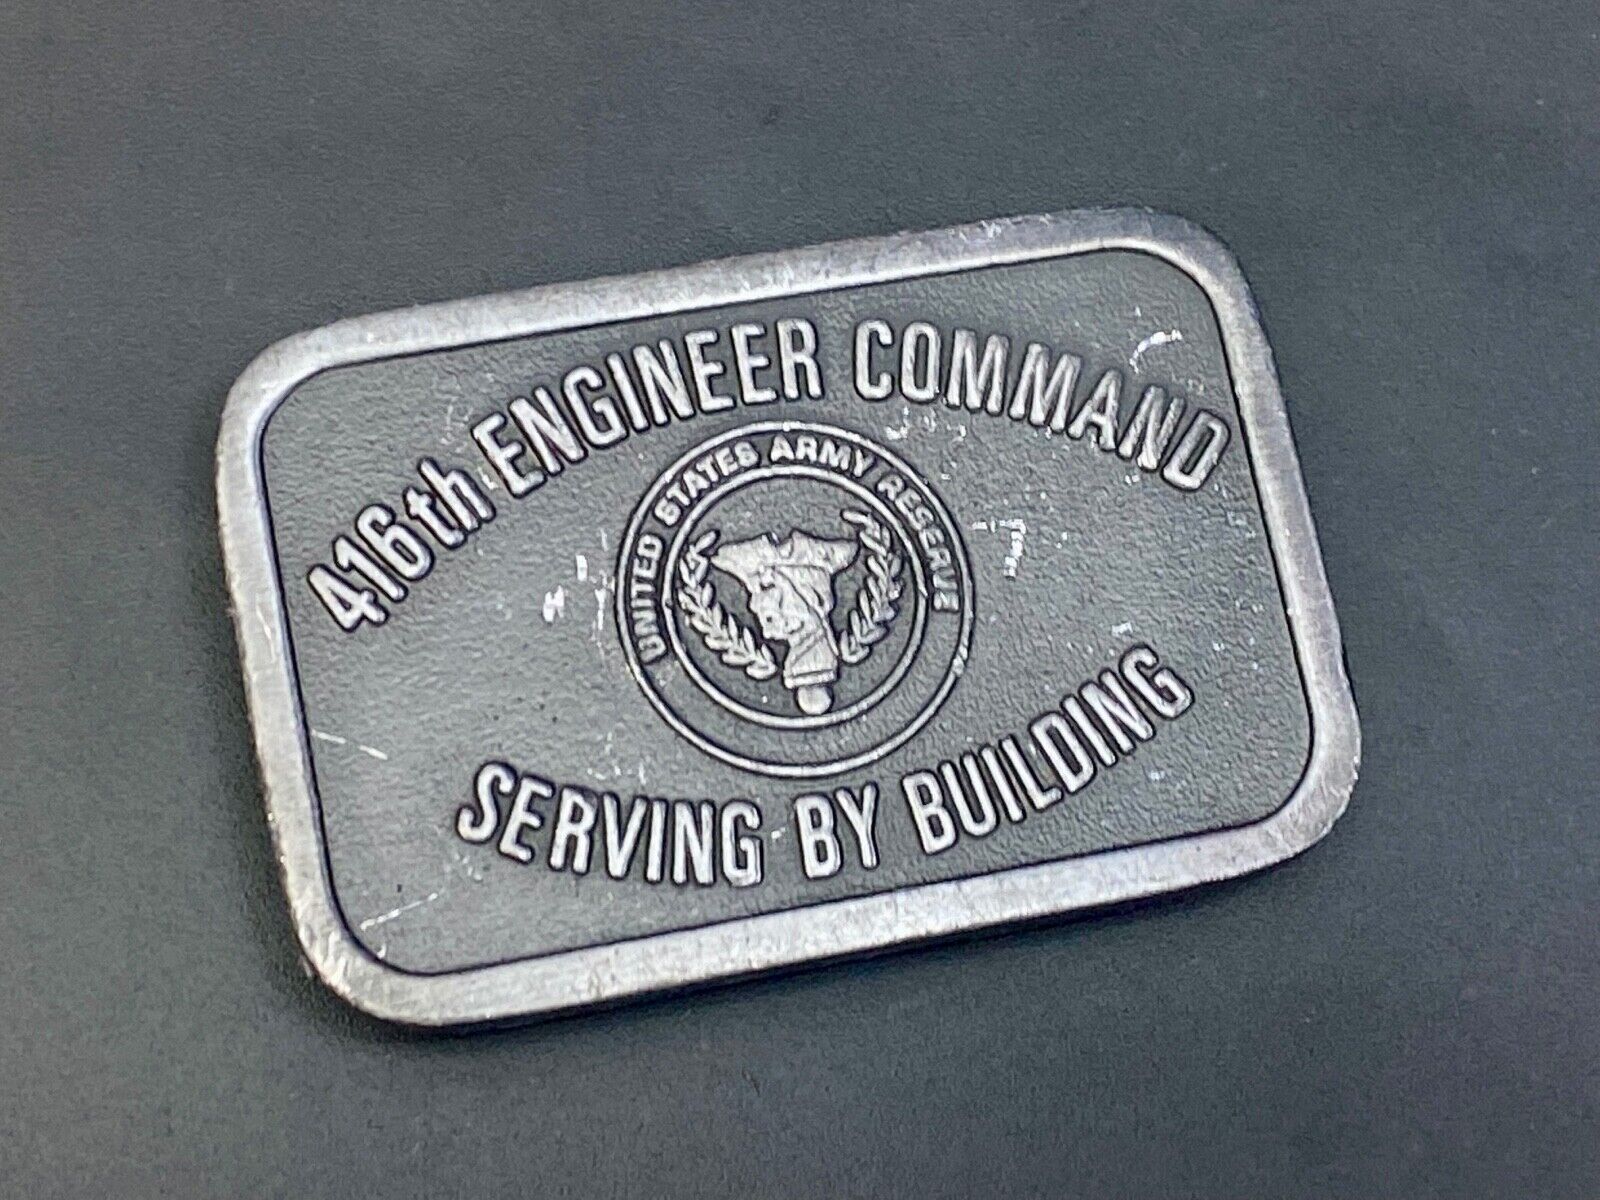 416th ENGINEER COMMAND
UNITED STATES ARMY RESERVE
SERVING BY BUILDING